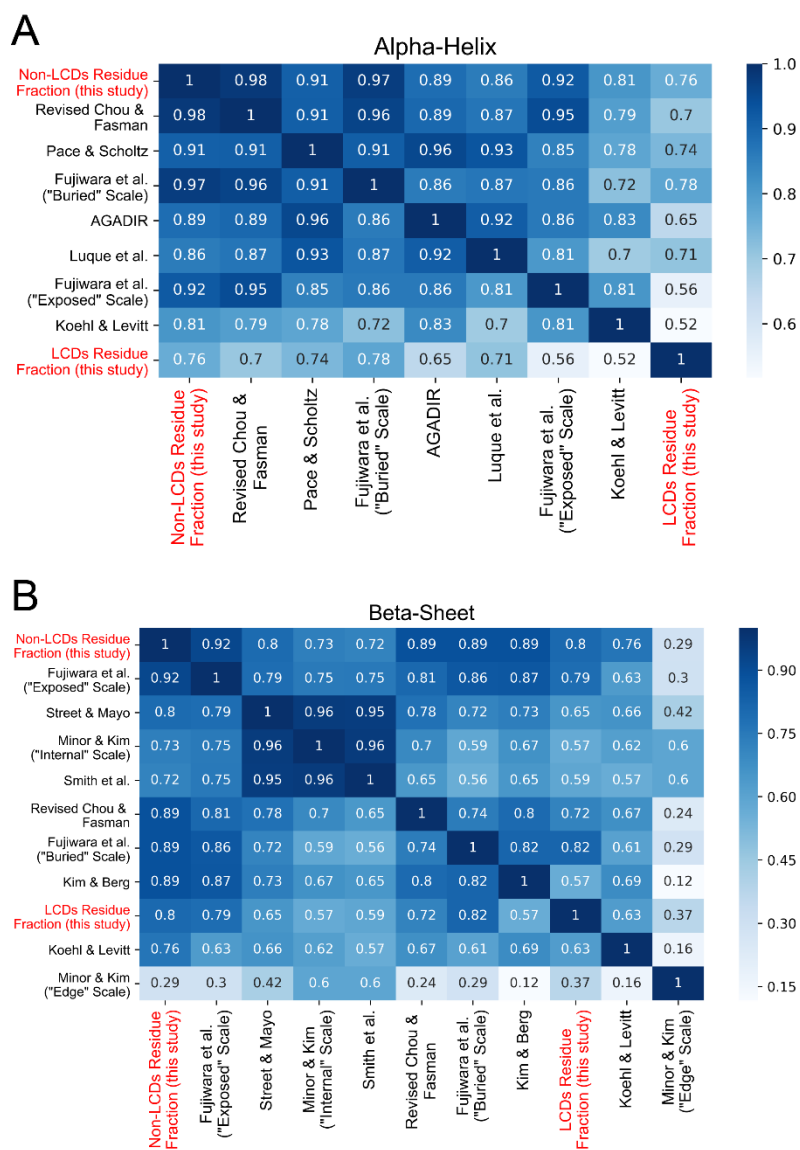 A
Alpha-Helix
Non-LCDs Residue
Fraction (this study)
1 0.98 0.91 0.97 0.89 0.86 0.92 0.81 0.76
Revised Chou &
Fasman
0.98 1 0.91 0.96 0.89 0.87 0.95 0.79 0.7
Pace & Scholtz
0.91 0.91 1 0.91 0.96 0.93 0.85 0.78 0.74
Fujiwara et al.
("Buried" Scale)
0.97 0.96 0.91 1 0.86 0.87 0.86 0.72 0.78
AGADIR
0.89 0.89 0.96 0.86 1 0.92 0.86 0.83 0.65
Luque et al.
0.86 0.87 0.93 0.87 0.92 1 0.81 0.7 0.71
Fujiwara et al.
("Exposed" Scale)
0.92 0.95 0.85 0.86 0.86 0.81 1 0.81 0.56
Koehl & Levitt
0.81 0.79 0.78 0.72 0.83 0.7 0.81 1 0.52
LCDs Residue
Fraction (this study)
0.76 0.7 0.74 0.78 0.65 0.71 0.56 0.52 1
Non-LCDs Residue
Fraction (this study)
Revised Chou &
Fasman
Pace & Scholtz
Fujiwara et al.
("Buried" Scale)
AGADIR
Luque et al.
Fujiwara et al.
("Exposed" Scale)
Koehl & Levitt
LCDs Residue
Fraction (this study)
1.0
0.9
0.8
0.7
0.6
B
Beta-Sheet
Non-LCDs Residue
Fraction (this study)
1 0.92 0.8 0.73 0.72 0.89 0.89 0.89 0.8 0.76 0.29
Fujiwara et al.
("Exposed" Scale)
0.92 1 0.79 0.75 0.75 0.81 0.86 0.87 0.79 0.63 0.3
Street & Mayo
0.8 0.79 1 0.96 0.95 0.78 0.72 0.73 0.65 0.66 0.42
Minor & Kim
("Internal" Scale)
0.73 0.75 0.96 1 0.96 0.7 0.59 0.67 0.57 0.62 0.6
Smith et al.
0.72 0.75 0.95 0.96 1 0.65 0.56 0.65 0.59 0.57 0.6
Revised Chou &
Fasman
0.89 0.81 0.78 0.7 0.65 1 0.74 0.8 0.72 0.67 0.24
Fujiwara et al.
("Buried" Scale)
0.89 0.86 0.72 0.59 0.56 0.74 1 0.82 0.82 0.61 0.29
Kim & Berg
0.89 0.87 0.73 0.67 0.65 0.8 0.82 1 0.57 0.69 0.12
LCDs Residue
Fraction (this study)
0.8 0.79 0.65 0.57 0.59 0.72 0.82 0.57 1 0.63 0.37
Koehl & Levitt
0.76 0.63 0.66 0.62 0.57 0.67 0.61 0.69 0.63 1 0.16
Minor & Kim
("Edge" Scale)
0.29 0.3 0.42 0.6 0.6 0.24 0.29 0.12 0.37 0.16 1
Non-LCDs Residue
Fraction (this study)
Fujiwara et al.
("Exposed" Scale)
Street & Mayo
Minor & Kim
("Internal" Scale)
Smith et al.
Revised Chou &
Fasman
Fujiwara et al.
("Buried" Scale)
Kim & Berg
LCDs Residue
Fraction (this study)
Koehl & Levitt
Minor & Kim
("Edge" Scale)
0.90
0.75
0.60
0.45
0.30
0.15